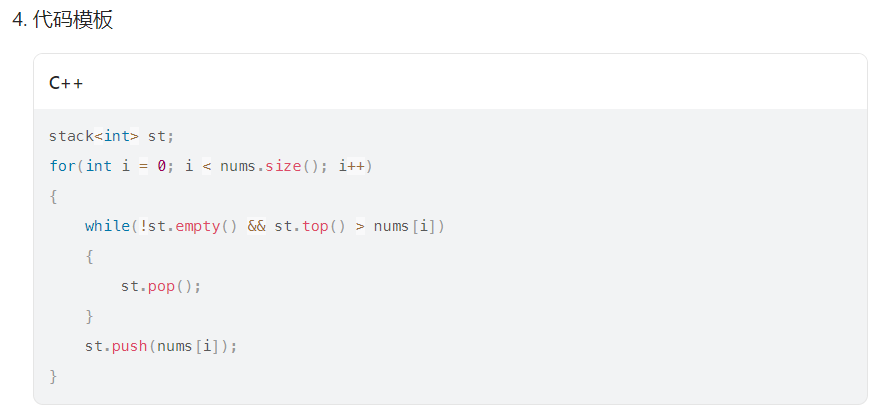 4. 代码模板
C++
stack<int> st;
for(int i = 0; i < nums.size(); i++)
{
    while(!st.empty() && st.top() > nums[i])
    {
        st.pop();
    }
    st.push(nums[i]);
}